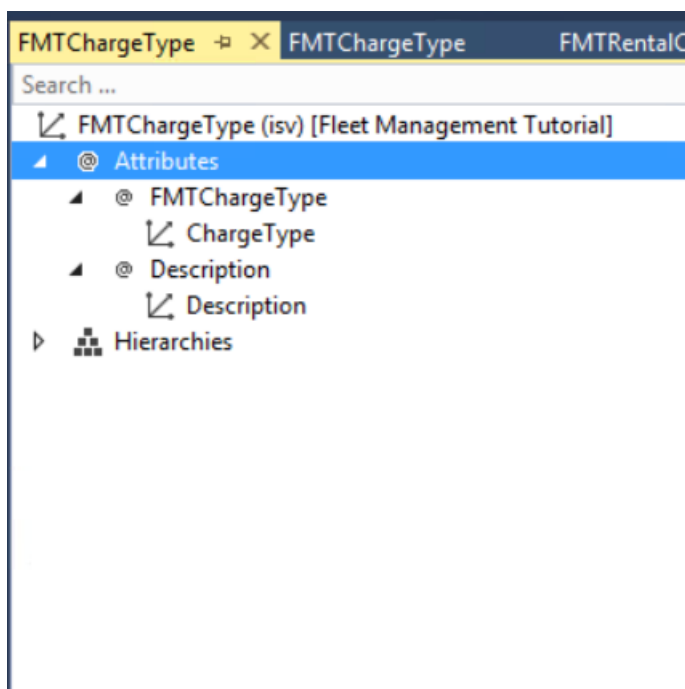 FMTChargeType FMTChargeType FMTRentalC
Search ...
FMTChargeType (isv) [Fleet Management Tutorial]
@ Attributes
@ FMTChargeType
ChargeType
@ Description
Description
Hierarchies